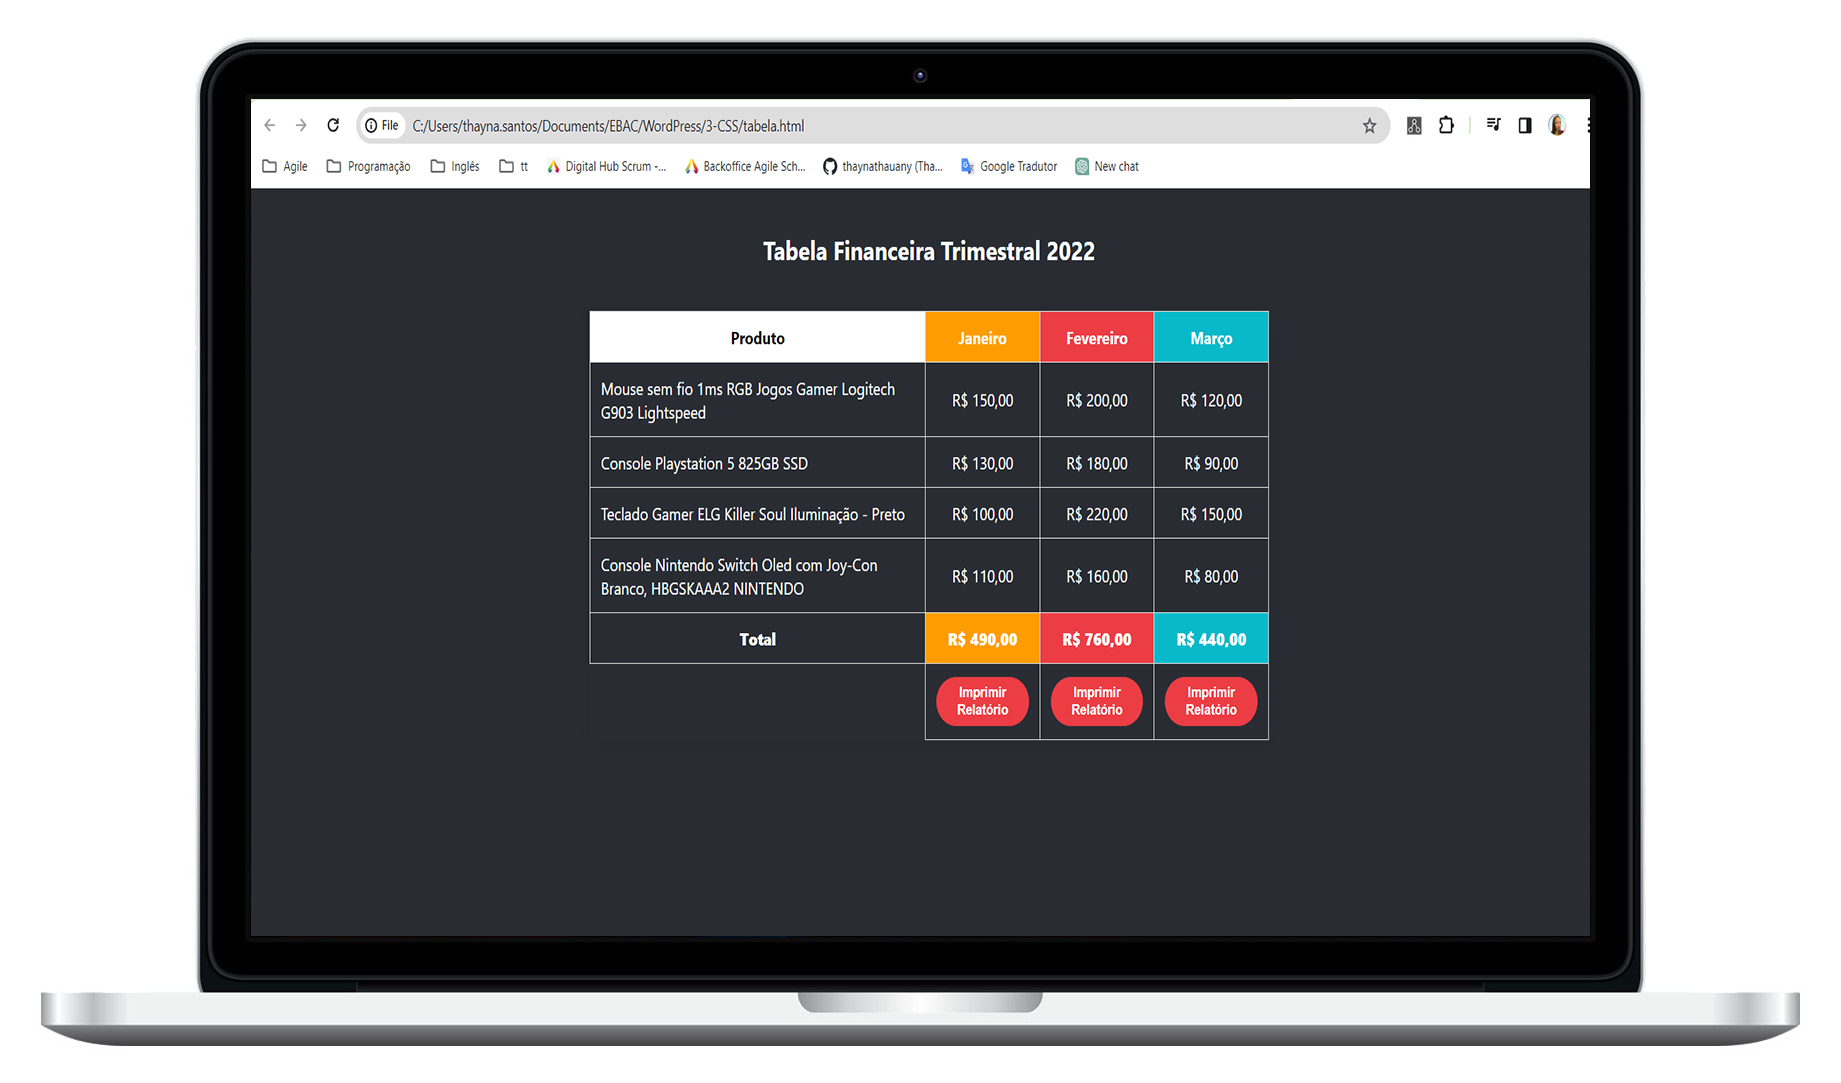 File C:/Users/thayna.santos/Documents/EBAC/WordPress/3-CSS/tabela.html
Agile Programação Inglês tt Digital Hub Scrum -... Backoffice Agile Sch... thaynathauany (Tha... Google Tradutor New chat
Tabela Financeira Trimestral 2022
Produto Janeiro Fevereiro Março
Mouse sem fio 1ms RGB Jogos Gamer Logitech
G903 Lightspeed
R$ 150,00 R$ 200,00 R$ 120,00
Console Playstation 5 825GB SSD R$ 130,00 R$ 180,00 R$ 90,00
Teclado Gamer ELG Killer Soul Iluminação - Preto R$ 100,00 R$ 220,00 R$ 150,00
Console Nintendo Switch Oled com Joy-Con
Branco, HBGSKAAA2 NINTENDO
R$ 110,00 R$ 160,00 R$ 80,00
Total R$ 490,00 R$ 760,00 R$ 440,00
Imprimir
Relatório
Imprimir
Relatório
Imprimir
Relatório